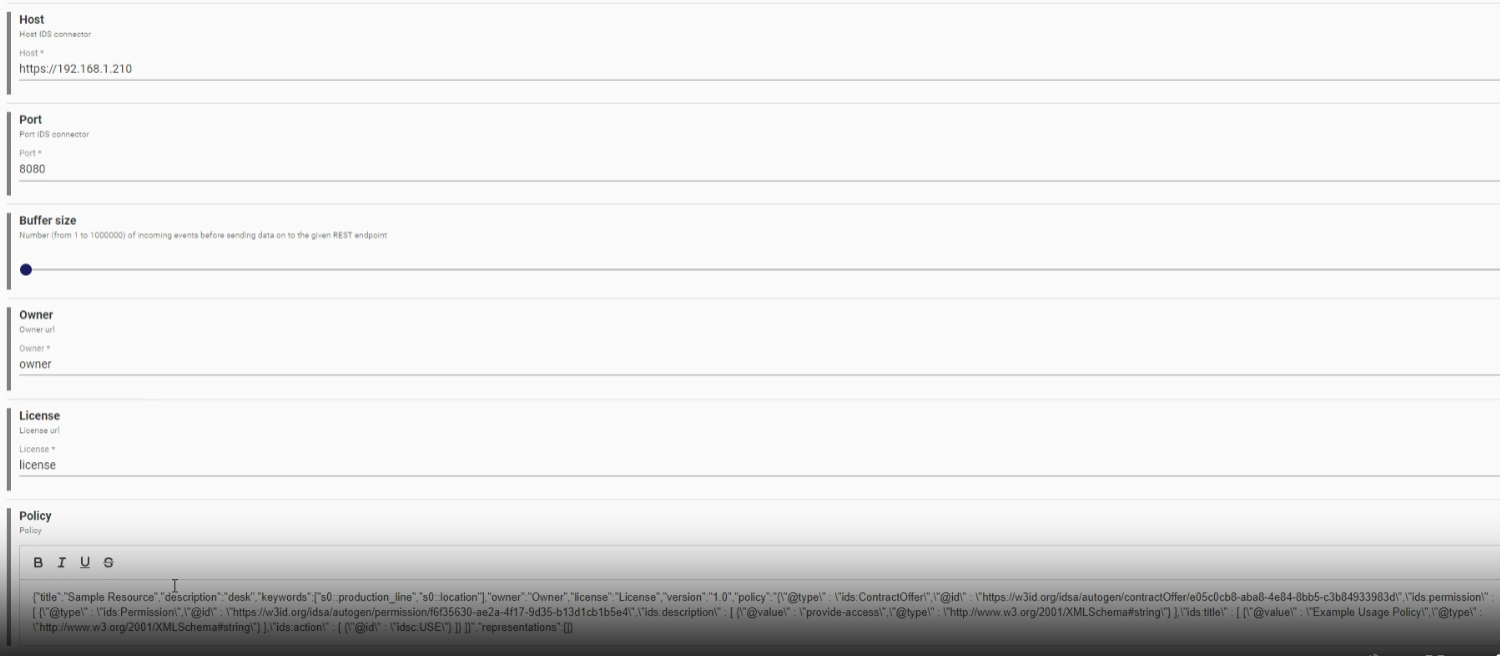 Host
Host IDS connector
Host *
https://192.168.1.210
Port
Port IDS connector
Port *
8080
Buffer size
Number (from 1 to 1000000) of incoming events before sending data on to the given REST endpoint
Owner
Owner url
Owner *
owner
License
License url
License *
license
Policy
Policy
B I U S
{"title":"Sample Resource","description":"desk","keywords":["s0::production_line","s0::location"],"owner":"Owner","license":"License","version":"1.0","policy":"{\"@type\" : \"ids:ContractOffer\",\"@id\" : \"https://w3id.org/idsa/autogen/contractOffer/e05c0cb8-aba8-4e84-8bb5-c3b84933983d\",\"ids:permission\" :
[ {\"@type\" : \"ids:Permission\",\"@id\" : \"https://w3id.org/idsa/autogen/permission/f6f35630-ae2a-4f17-9d35-b13d1cb1b5e4\",\"ids:description\" : [ {\"@value\" : \"provide-access\",\"@type\" : \"http://www.w3.org/2001/XMLSchema#string\"} ],\"ids:title\" : [ {\"@value\" : \"Example Usage Policy\",\"@type\" :
\"http://www.w3.org/2001/XMLSchema#string\"} ],\"ids:action\" : [ {\"@id\" : \"idsc:USE\"} ]} ]}","representations":[]}